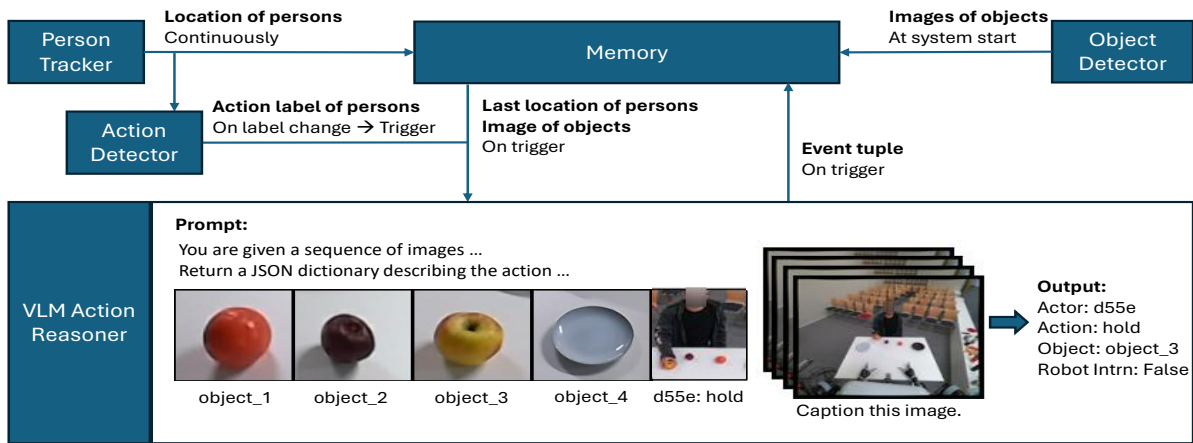 Person
Tracker
Location of persons
Continuously
Memory
Images of objects
At system start
Object
Detector
Action
Detector
Action label of persons
On label change → Trigger
Last location of persons
Image of objects
On trigger
Event tuple
On trigger
VLM Action
Reasoner
Prompt:
You are given a sequence of images ...
Return a JSON dictionary describing the action ...
object_1
object_2
object_3
object_4
d55e: hold
Caption this image.
Output:
Actor: d55e
Action: hold
Object: object_3
Robot Intrn: False